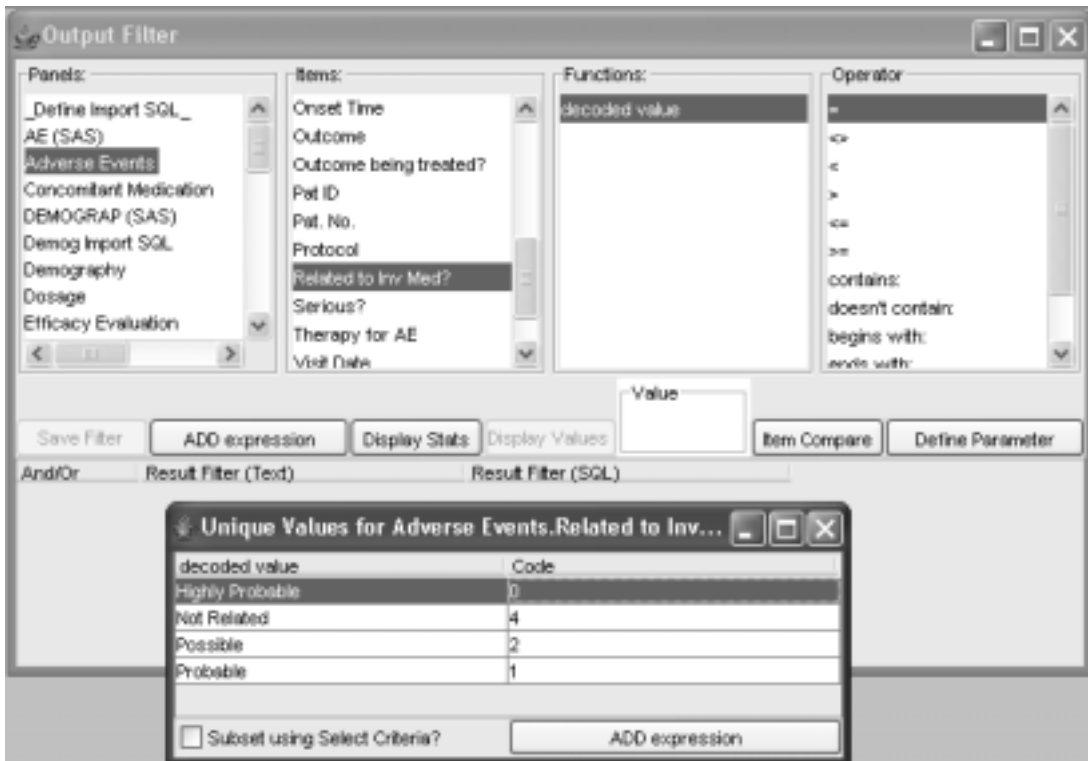 Output Filter
Panels:
_Define Import SQL_
AE (SAS)
Adverse Events
Concomitant Medication
DEMOGRAP (SAS)
Demog Import SQL
Demography
Dosage
Efficacy Evaluation
Items:
Onset Time
Outcome
Outcome being treated?
Pat ID
Pat. No.
Protocol
Related to Inv Med?
Serious?
Therapy for AE
Visit Date
Functions:
decoded value
Operator
=
<>
<
>
<=
>=
contains:
doesn't contain:
begins with:
ends with:
Value
Save Filter ADD expression Display Stats Display Values Item Compare Define Parameter
And/Or Result Filter (Text) Result Filter (SQL)
Unique Values for Adverse Events.Related to Inv...
decoded value Code
Highly Probable 0
Not Related 4
Possible 2
Probable 1
Subset using Select Criteria? ADD expression